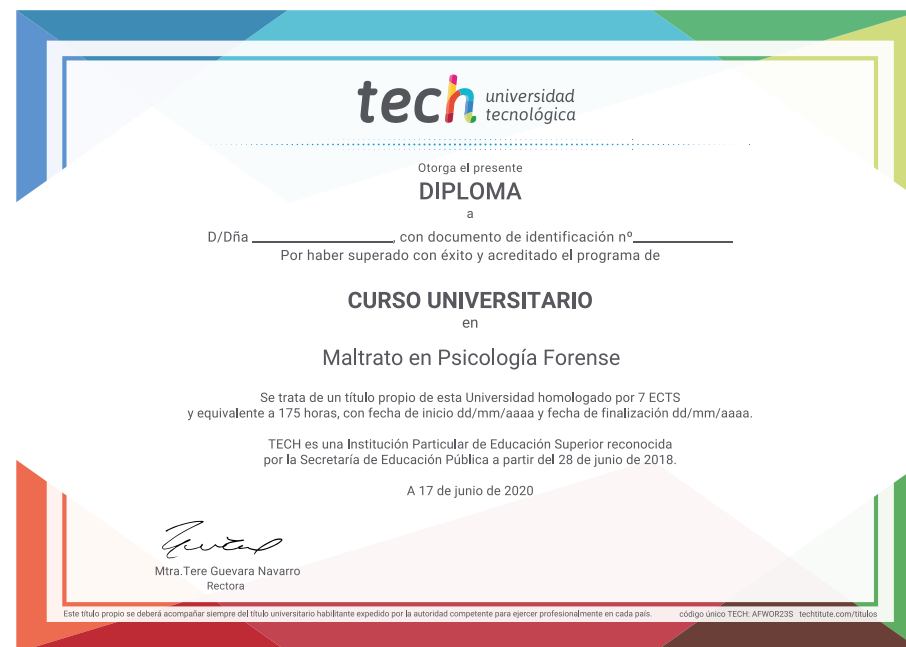 tech universidad
tecnológica
Otorga el presente
DIPLOMA
a
D/Dña ____________________, con documento de identificación nº______________
Por haber superado con éxito y acreditado el programa de
CURSO UNIVERSITARIO
en
Maltrato en Psicología Forense
Se trata de un título propio de esta Universidad homologado por 7 ECTS
y equivalente a 175 horas, con fecha de inicio dd/mm/aaaa y fecha de finalización dd/mm/aaaa.
TECH es una Institución Particular de Educación Superior reconocida
por la Secretaría de Educación Pública a partir del 28 de junio de 2018.
A 17 de junio de 2020
Mtra.Tere Guevara Navarro
Rectora
Este título propio se deberá acompañar siempre del título universitario habilitante expedido por la autoridad competente para ejercer profesionalmente en cada país. código único TECH: AFWOR23S techtitute.com/titulos